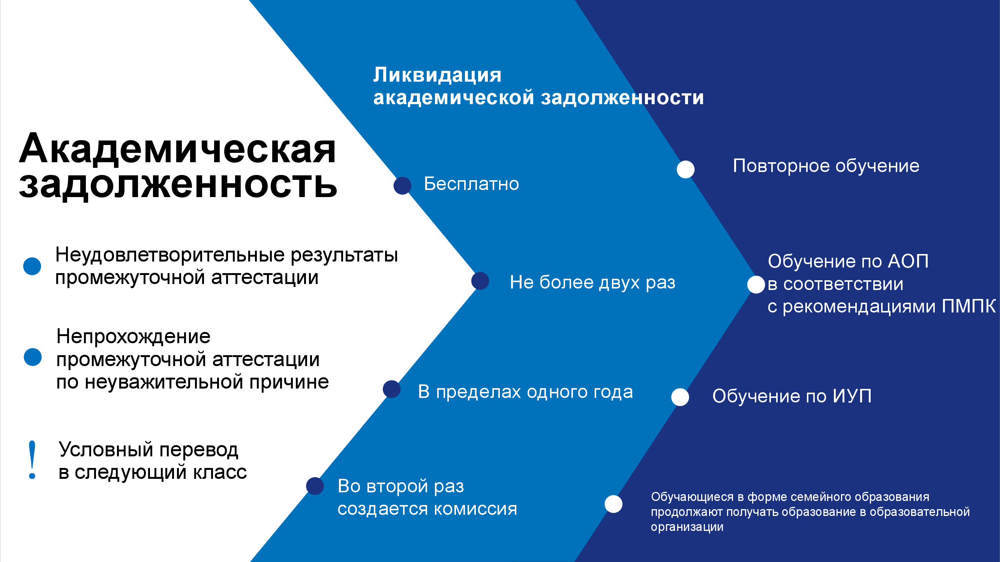 Академическая
задолженность
Неудовлетворительные результаты
промежуточной аттестации
Непрохождение
промежуточной аттестации
по неуважительной причине
! Условный перевод
в следующий класс
Ликвидация
академической задолженности
Бесплатно
Не более двух раз
В пределах одного года
Во второй раз
создается комиссия
Повторное обучение
Обучение по АОП
в соответствии
с рекомендациями ПМПК
Обучение по ИУП
Обучающиеся в форме семейного образования
продолжают получать образование в образовательной
организации